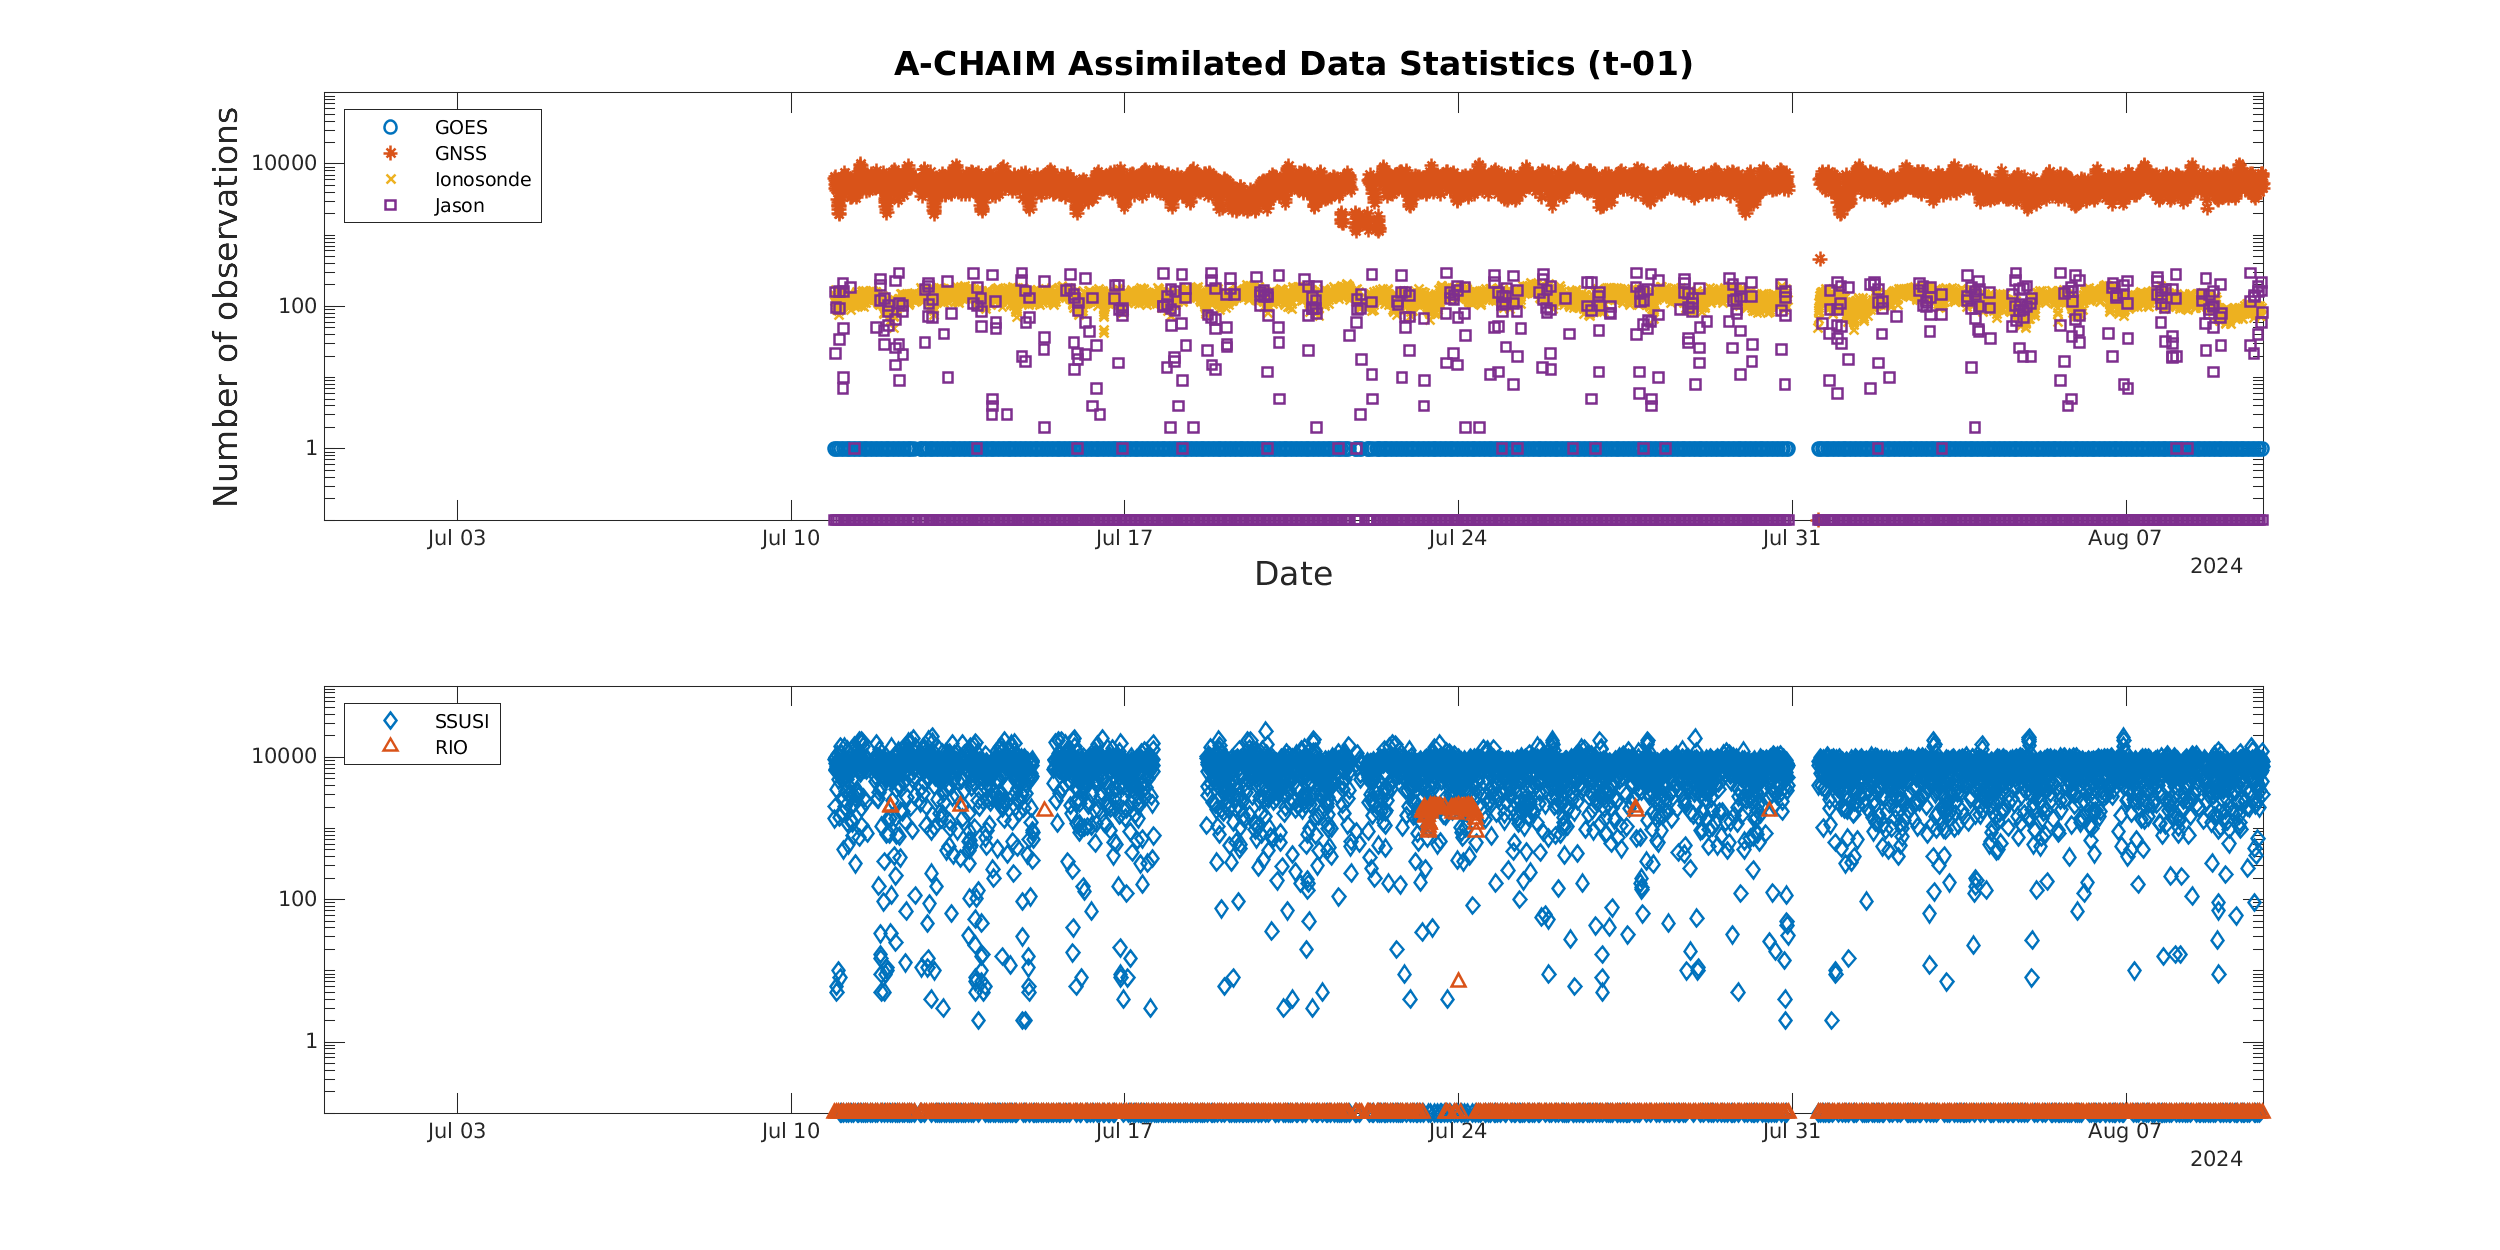 A-CHAIM Assimilated Data Statistics (t-01)
Number of observations
10000
100
1
GOES
GNSS
Ionosonde
Jason
Jul 03
Jul 10
Jul 17
Jul 24
Jul 31
Aug 07
2024
Date
10000
100
1
SSUSI
RIO
Jul 03
Jul 10
Jul 17
Jul 24
Jul 31
Aug 07
2024